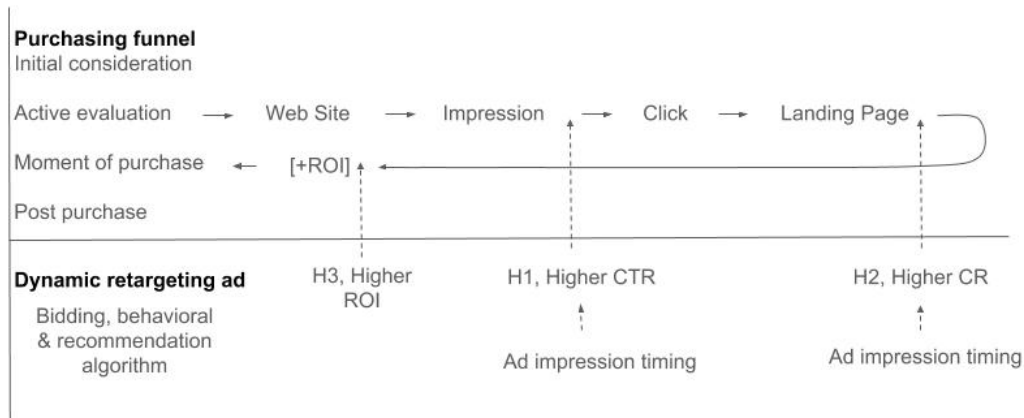 Purchasing funnel
Initial consideration
Active evaluation Web Site Impression Click Landing Page
Moment of purchase [+ROI]
Post purchase
Dynamic retargeting ad H3, Higher H1, Higher CTR H2, Higher CR
ROI
Bidding, behavioral
& recommendation
algorithm
Ad impression timing Ad impression timing